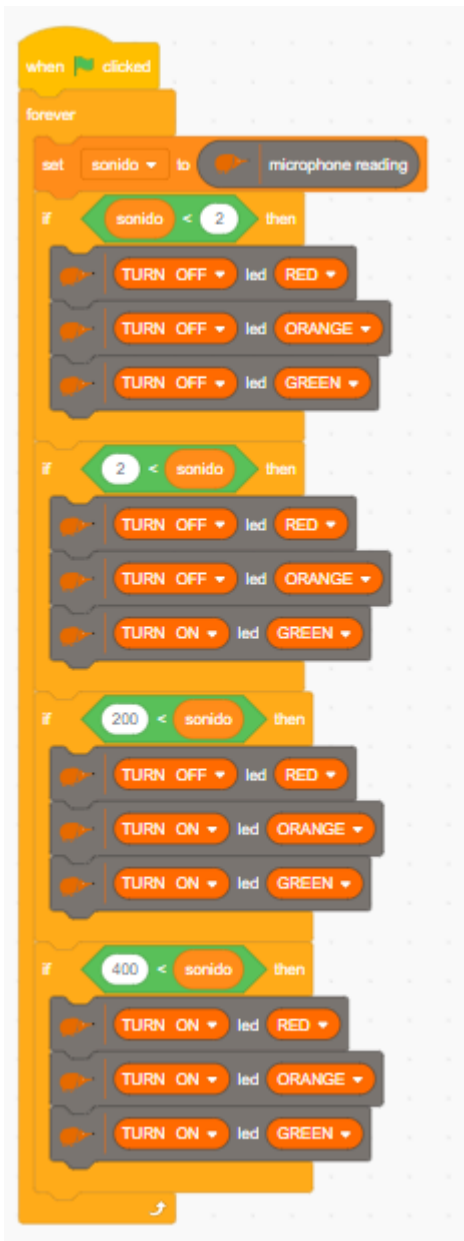 when clicked
forever
set sonido to microphone reading
if sonido < 2 then
TURN OFF led RED
TURN OFF led ORANGE
TURN OFF led GREEN
if 2 < sonido then
TURN OFF led RED
TURN OFF led ORANGE
TURN ON led GREEN
if 200 < sonido then
TURN OFF led RED
TURN ON led ORANGE
TURN ON led GREEN
if 400 < sonido then
TURN ON led RED
TURN ON led ORANGE
TURN ON led GREEN